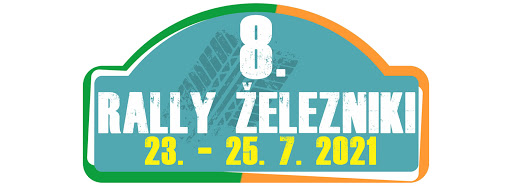 8.
RALLY ŽELEZNIKI
23. - 25. 7. 2021